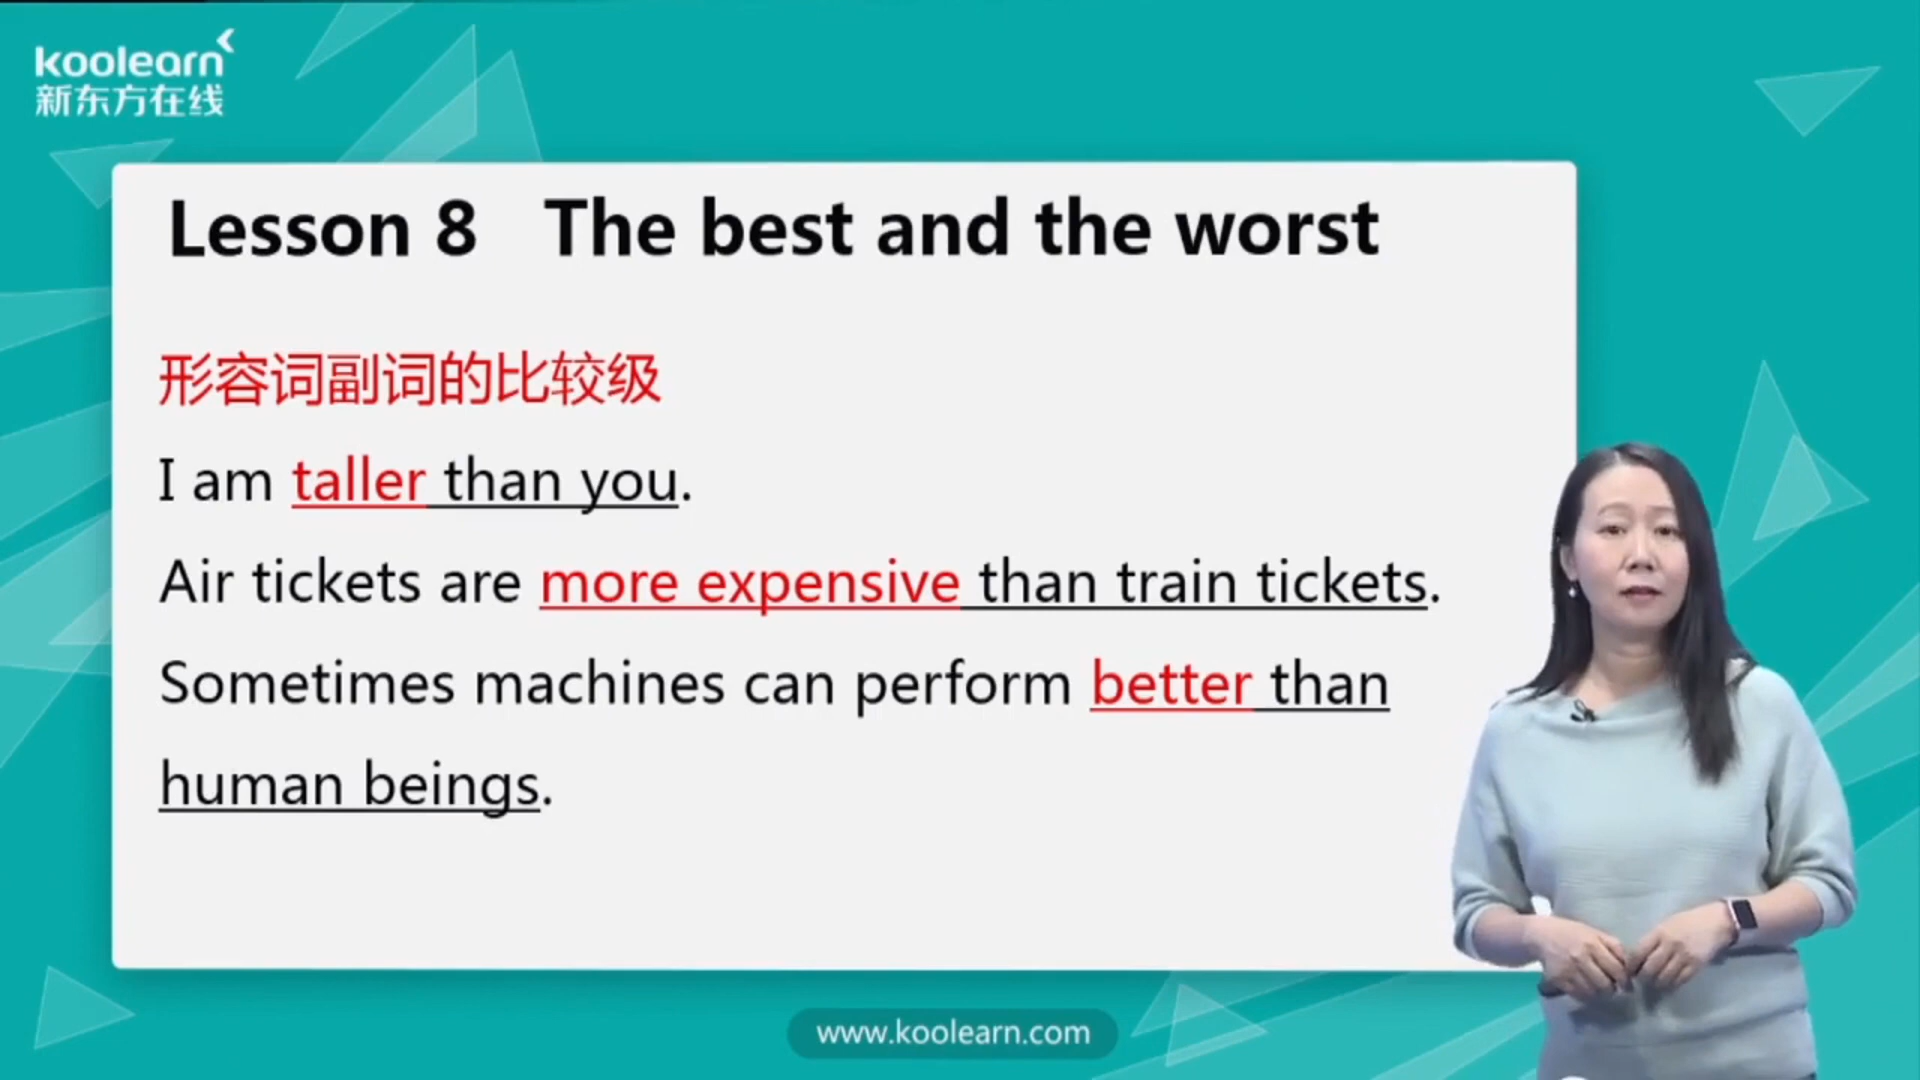 koolearn
新东方在线
Lesson 8 The best and the worst
形容词副词的比较级
I am taller than you.
Air tickets are more expensive than train tickets.
Sometimes machines can perform better than
human beings.
www.koolearn.com